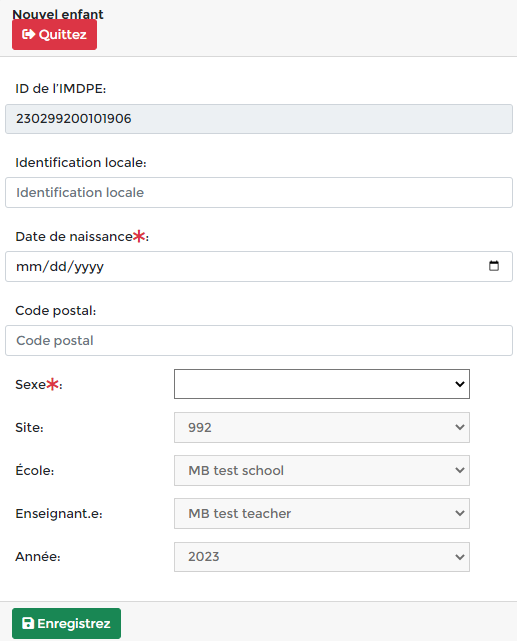 Nouvel enfant
Quittez
ID de l'IMDPE:
230299200101906
Identification locale:
Identification locale
Date de naissance*:
mm/dd/yyyy
Code postal:
Code postal
Sexe*:
Site: 992
École: MB test school
Enseignant.e: MB test teacher
Année: 2023
Enregistrez